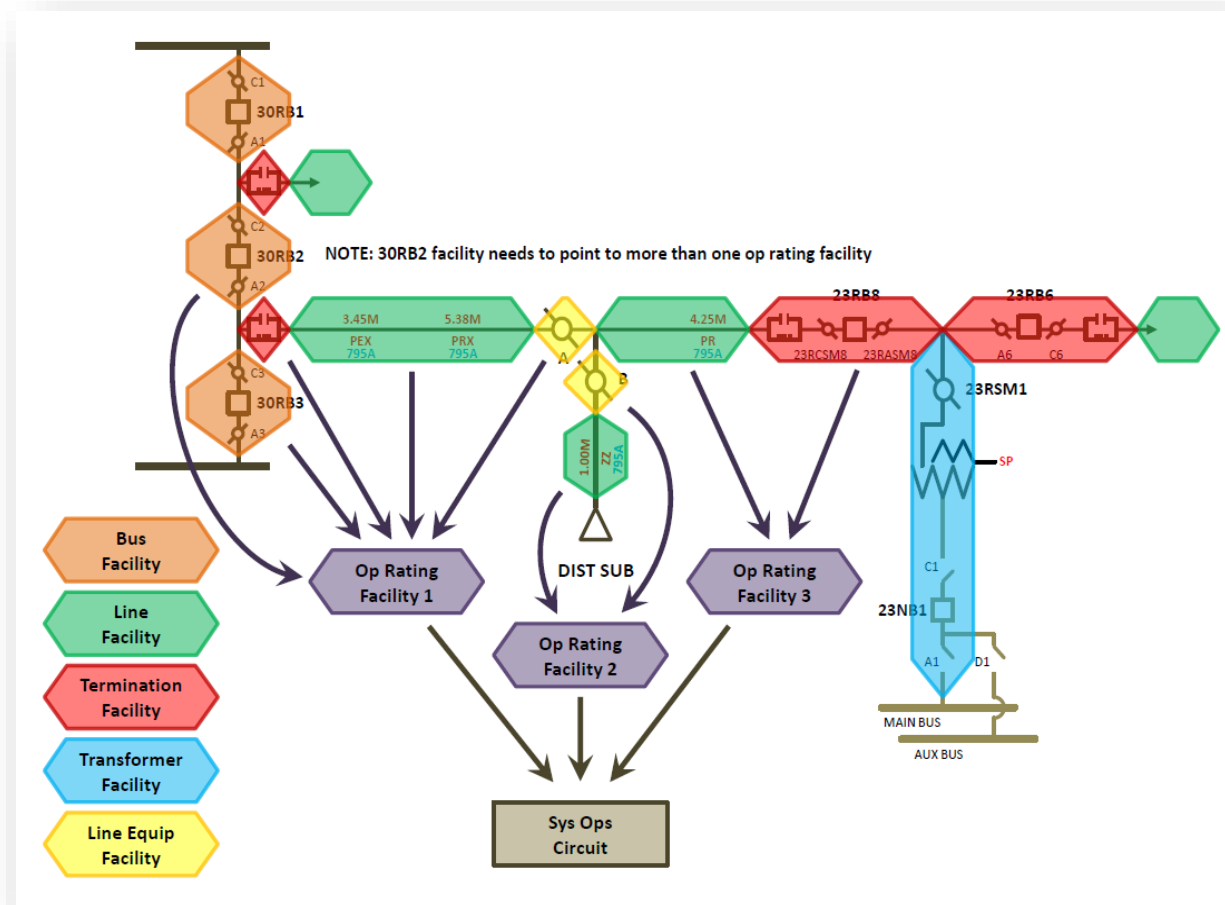 C1
30RB1
A1
C2
30RB2
A2
NOTE: 30RB2 facility needs to point to more than one op rating facility
23RB8
23RB6
3.45M
5.38M
4.25M
PEX
PRX
PR
795A
795A
795A
A
23RCSM8
23RASM8
A6
C6
C3
30RB3
A3
B
23RSM1
1.00M
ZZ
795A
SP
Bus
Facility
Line
Facility
Termination
Facility
Transformer
Facility
Line Equip
Facility
Op Rating
Facility 1
DIST SUB
Op Rating
Facility 2
Op Rating
Facility 3
C1
23NB1
A1
D1
MAIN BUS
AUX BUS
Sys Ops
Circuit